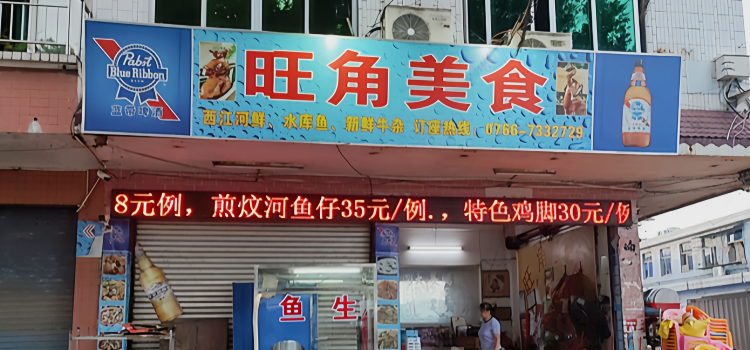 Pabst
Blue Ribbon
蓝带啤酒
旺角美食
西江河鲜、水库鱼、新鲜牛杂 订座热线：0766-7332729
8元例，煎炆河鱼仔35元/例.，特色鸡脚30元/例
鱼生